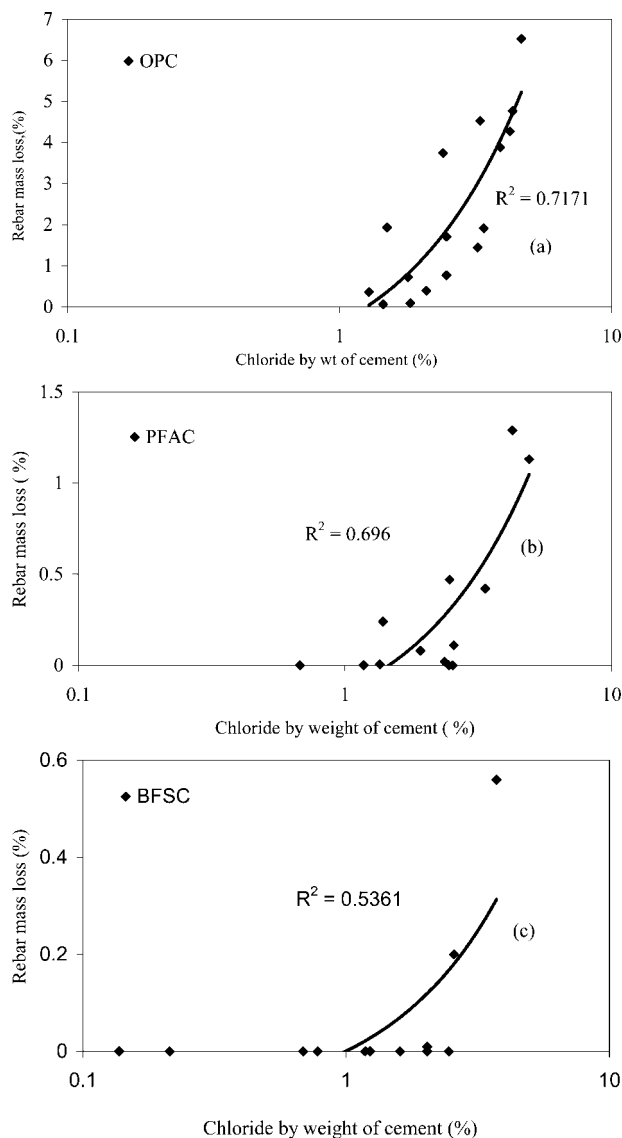 7
6
5
4
3
2
1
0
Rebar mass loss,(%)
OPC
R² = 0.7171
(a)
0.1 1 10
Chloride by wt of cement (%)
1.5
1
0.5
0
Rebar mass loss ( %)
PFAC
R² = 0.696
(b)
0.1 1 10
Chloride by weight of cement ( %)
0.6
0.4
0.2
0
Rebar mass loss (%)
BFSC
R² = 0.5361
(c)
0.1 1 10
Chloride by weight of cement (%)